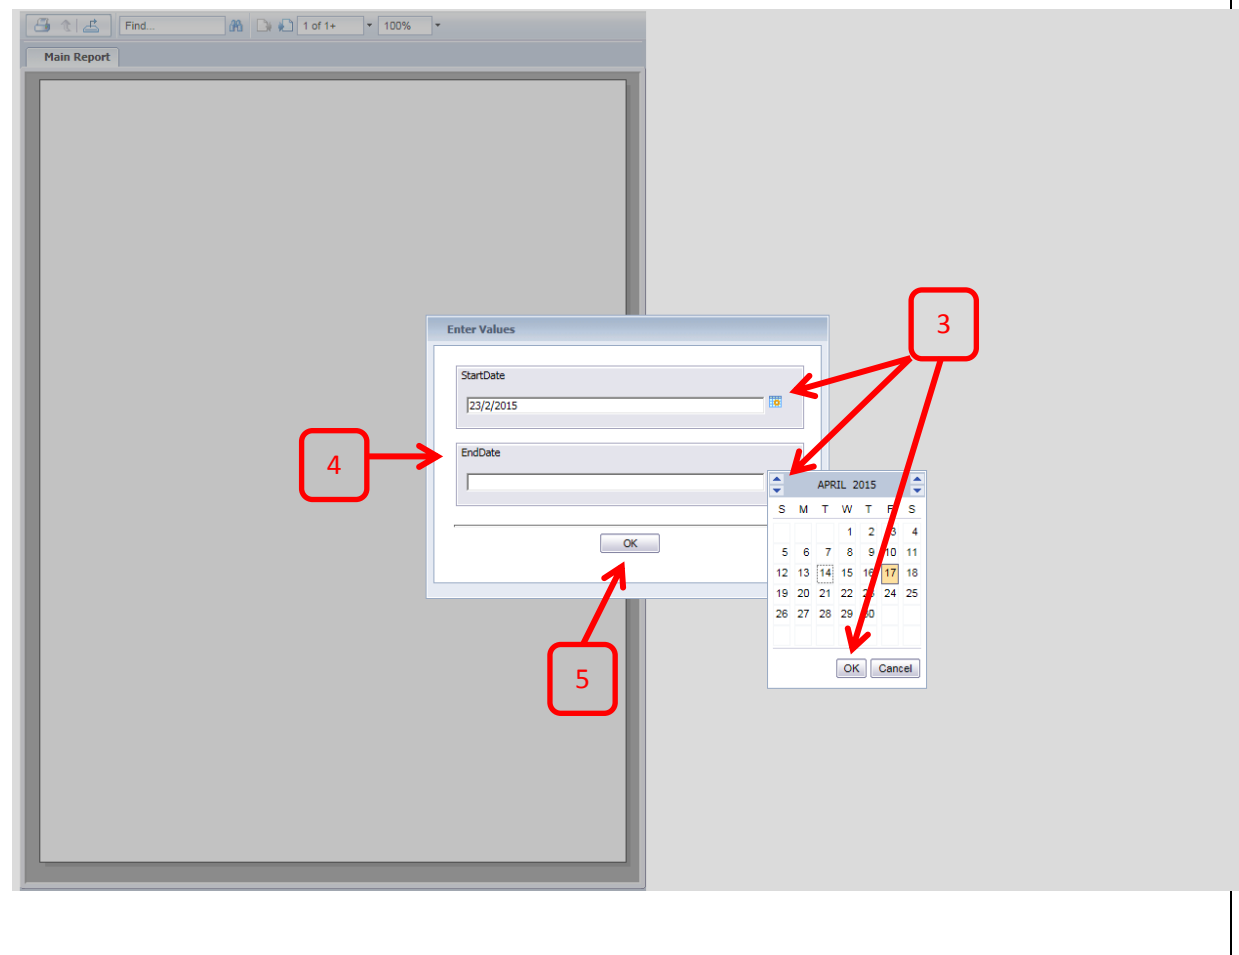 Find... 1 of 1+ 100%
Main Report
3
Enter Values
StartDate
23/2/2015
4
EndDate
APRIL 2015
S M T W T F S
1 2 3 4
OK
5 6 7 8 9 10 11
12 13 14 15 16 17 18
19 20 21 22 23 24 25
26 27 28 29 30
5
OK Cancel